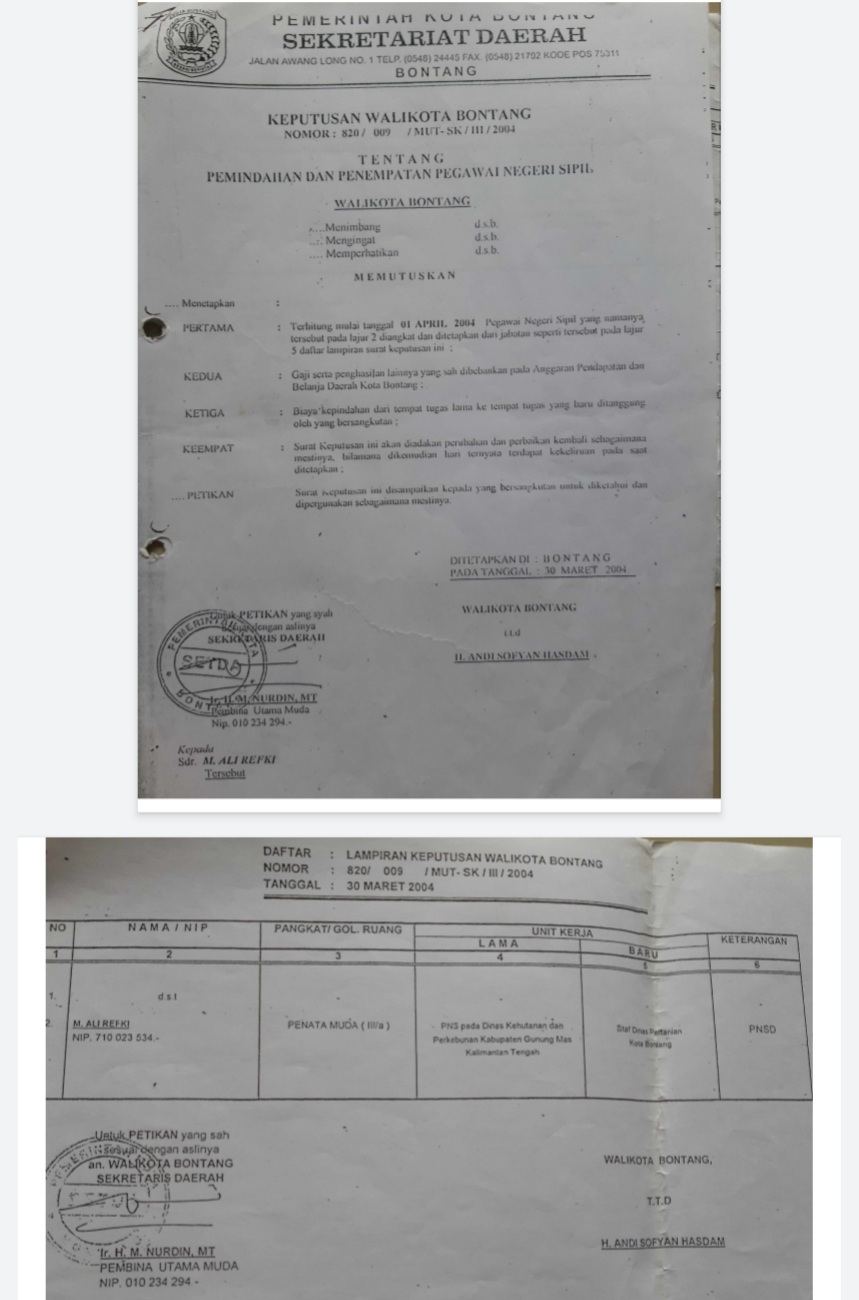 PEMERINTAH KOTA BONTANG
SEKRETARIAT DAERAH
JALAN AWANG LONG NO. 1 TELP. (0548) 24445 FAX. (0548) 21792 KODE POS 75311
BONTANG
KEPUTUSAN WALIKOTA BONTANG
NOMOR : 820 / 009 / MUT- SK / III / 2004
T E N T A N G
PEMINDAHAN DAN PENEMPATAN PEGAWAI NEGERI SIPIL
WALIKOTA BONTANG
.....Menimbang d.s.b.
.... Mengingat d.s.b.
.... Memperhatikan d.s.b.
M E M U T U S K A N
.... Menetapkan :
PERTAMA : Terhitung mulai tanggal 01 APRIL 2004 Pegawai Negeri Sipil yang namanya
tersebut pada lajur 2 diangkat dan ditetapkan dari jabatan seperti tersebut pada lajur
5 daftar lampiran surat keputusan ini ;
KEDUA : Gaji serta penghasilan lainnya yang sah dibebankan pada Anggaran Pendapatan dan
Belanja Daerah Kota Bontang ;
KETIGA : Biaya kepindahan dari tempat tugas lama ke tempat tugas yang baru ditanggung
oleh yang bersangkutan ;
KEEMPAT : Surat Keputusan ini akan diadakan perubahan dan perbaikan kembali sebagaimana
mestinya, bilamana dikemudian hari ternyata terdapat kekeliruan pada saat
ditetapkan ;
.... PETIKAN Surat Keputusan ini disampaikan kepada yang bersangkutan untuk diketahui dan
dipergunakan sebagaimana mestinya.
DITETAPKAN DI : B O N T A N G
PADA TANGGAL : 30 MARET 2004
WALIKOTA BONTANG
t.t.d
H. ANDI SOFYAN HASDAM
Untuk PETIKAN yang syah
sesuai dengan aslinya
SEKRETARIS DAERAH
PEMERINTAH KOTA
SETDA
BONTANG
Ir. H. M. NURDIN, MT
Pembina Utama Muda
Nip. 010 234 294.-
Kepada
Sdr. M. ALI REFKI
Tersebut
DAFTAR : LAMPIRAN KEPUTUSAN WALIKOTA BONTANG
NOMOR : 820/ 009 / MUT- SK / III / 2004
TANGGAL : 30 MARET 2004
NO N A M A / N I P PANGKAT/ GOL. RUANG UNIT KERJA KETERANGAN
L A M A BARU
1 2 3 4 5 6
1. d.s.t
2. M. ALI REFKI PENATA MUDA ( III/a ) PNS pada Dinas Kehutanan dan Staf Dinas Pertanian PNSD
NIP. 710 023 534.- Perkebunan Kabupaten Gunung Mas Kota Bontang
Kalimantan Tengah
Untuk PETIKAN yang sah
sesuai dengan aslinya
an. WALIKOTA BONTANG
SEKRETARIS DAERAH
Ir. H. M. NURDIN, MT
PEMBINA UTAMA MUDA
NIP. 010 234 294.-
WALIKOTA BONTANG,
T.T.D
H. ANDI SOFYAN HASDAM